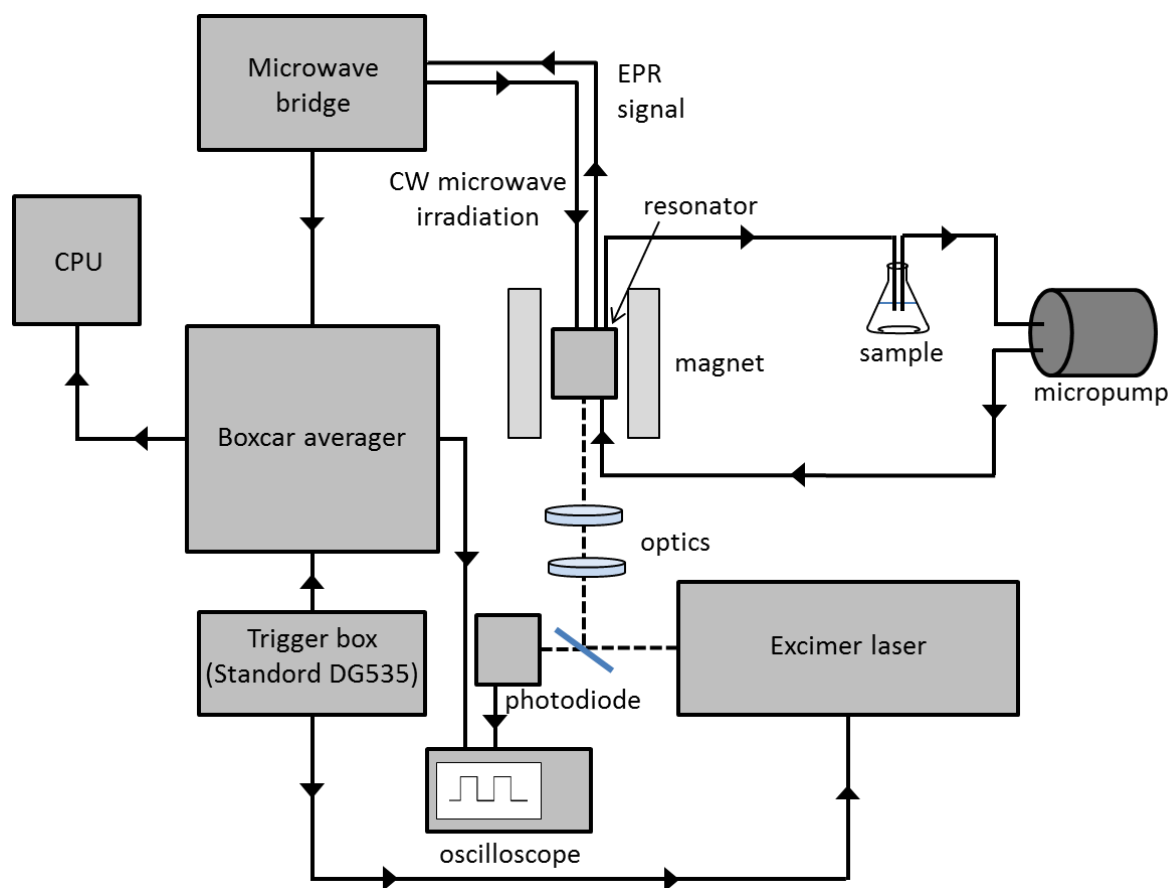 Microwave
bridge
EPR
signal
CW microwave
irradiation
resonator
CPU
magnet
sample
micropump
Boxcar averager
optics
Trigger box
(Standord DG535)
Excimer laser
photodiode
oscilloscope